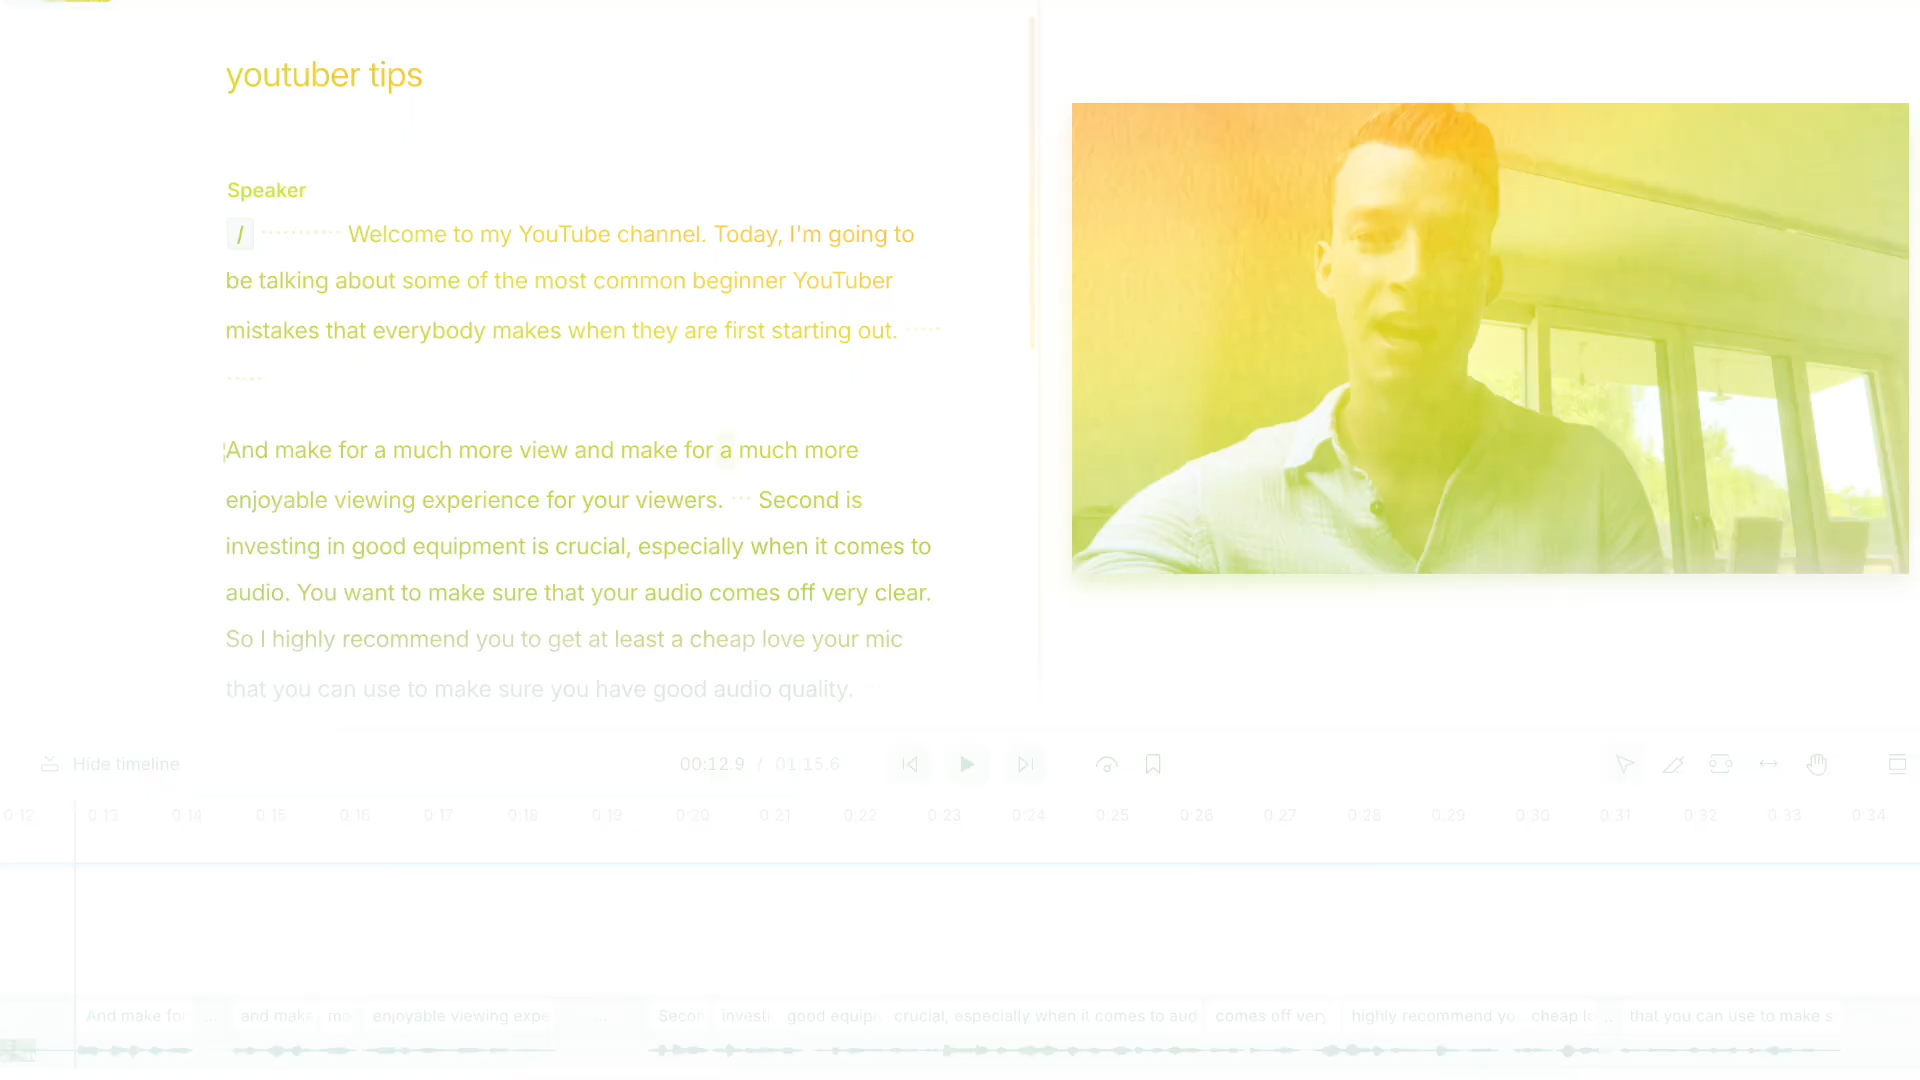 youtuber tips
Speaker
/ Welcome to my YouTube channel. Today, I'm going to
be talking about some of the most common beginner YouTuber
mistakes that everybody makes when they are first starting out.
And make for a much more view and make for a much more
enjoyable viewing experience for your viewers. Second is
investing in good equipment is crucial, especially when it comes to
audio. You want to make sure that your audio comes off very clear.
So I highly recommend you to get at least a cheap love your mic
that you can use to make sure you have good audio quality.
Hide timeline 00:12.9 / 01:15.6
0:12 0:13 0:14 0:15 0:16 0:17 0:18 0:19 0:20 0:21 0:22 0:23 0:24 0:25 0:26 0:27 0:28 0:29 0:30 0:31 0:32 0:33 0:34
And make for ... and make mo enjoyable viewing expe ... Secon investi good equip crucial, especially when it comes to aud comes off very highly recommend yo cheap lo ... that you can use to make s